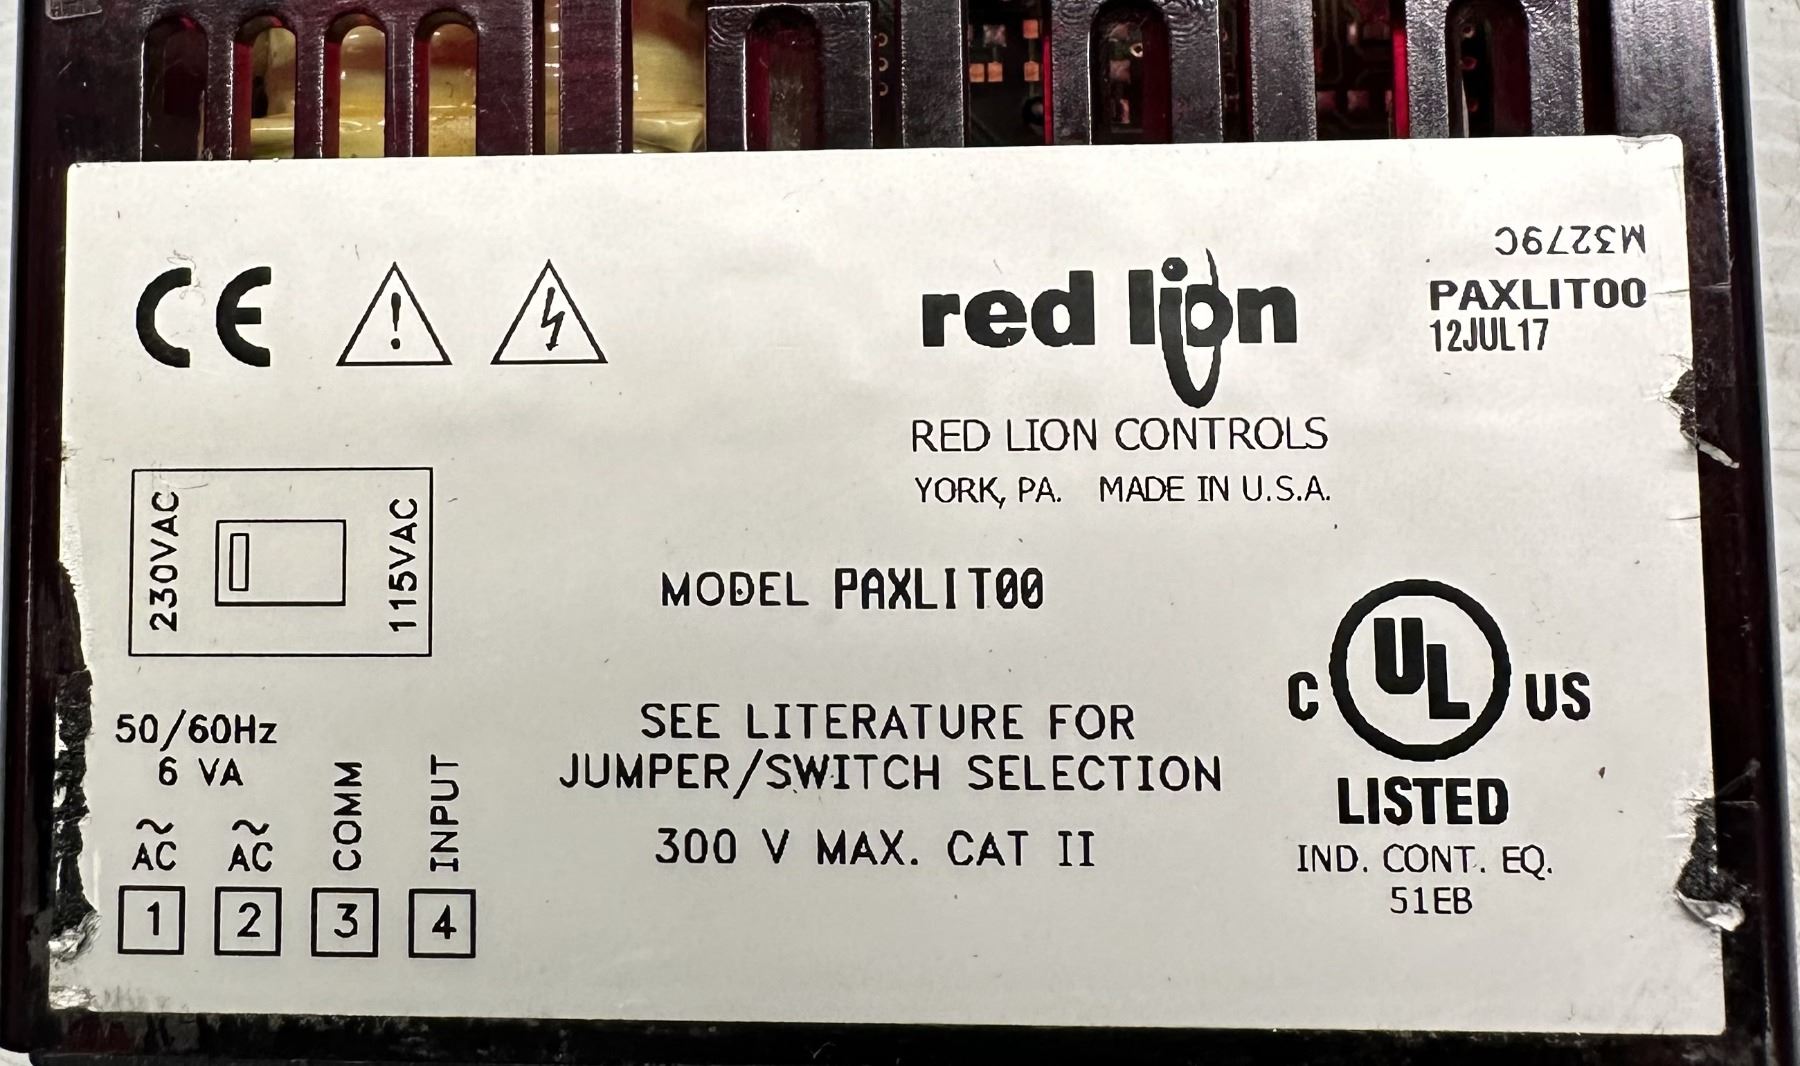 M3279C
PAXLIT00
12JUL17
CE
red lion
RED LION CONTROLS
YORK, PA. MADE IN U.S.A.
230VAC
115VAC
MODEL PAXLIT00
50/60Hz
6 VA
SEE LITERATURE FOR
JUMPER/SWITCH SELECTION
300 V MAX. CAT II
~ ~
AC AC COMM INPUT
1 2 3 4
C UL US
LISTED
IND. CONT. EQ.
51EB